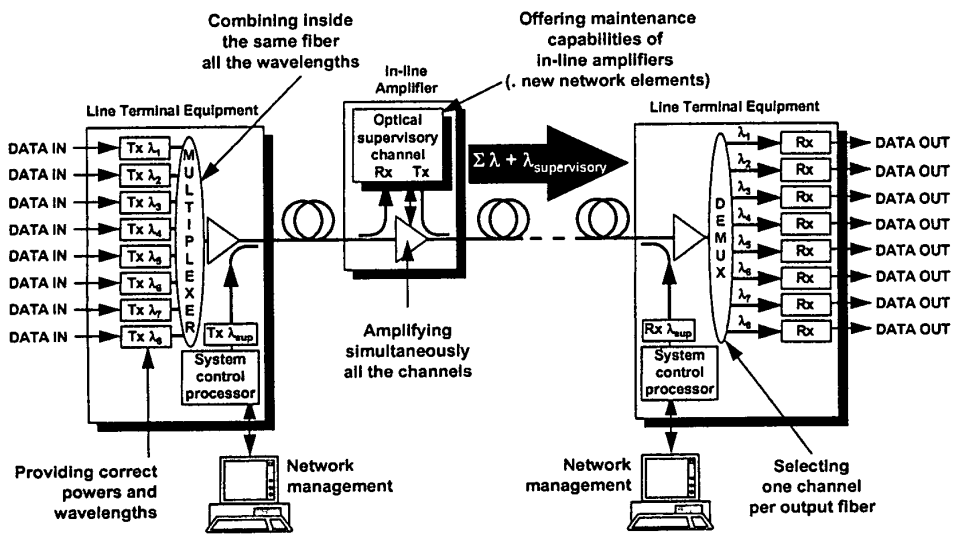 Combining inside
the same fiber
all the wavelengths
Offering maintenance
capabilities of
in-line amplifiers
(. new network elements)
In-line
Amplifier
Line Terminal Equipment
Line Terminal Equipment
Optical
supervisory
channel
Rx Tx
Σ λ + λsupervisory
DATA IN
DATA IN
DATA IN
DATA IN
DATA IN
DATA IN
DATA IN
DATA IN
Tx λ1
Tx λ2
Tx λ3
Tx λ4
Tx λ5
Tx λ6
Tx λ7
Tx λ8
MULTIPLEXER
Tx λsup
System
control
processor
Amplifying
simultaneously
all the channels
Rx λsup
System
control
processor
DEMUX
λ1
λ2
λ3
λ4
λ5
λ6
λ7
λ8
Rx
Rx
Rx
Rx
Rx
Rx
Rx
Rx
DATA OUT
DATA OUT
DATA OUT
DATA OUT
DATA OUT
DATA OUT
DATA OUT
DATA OUT
Providing correct
powers and
wavelengths
Network
management
Network
management
Selecting
one channel
per output fiber